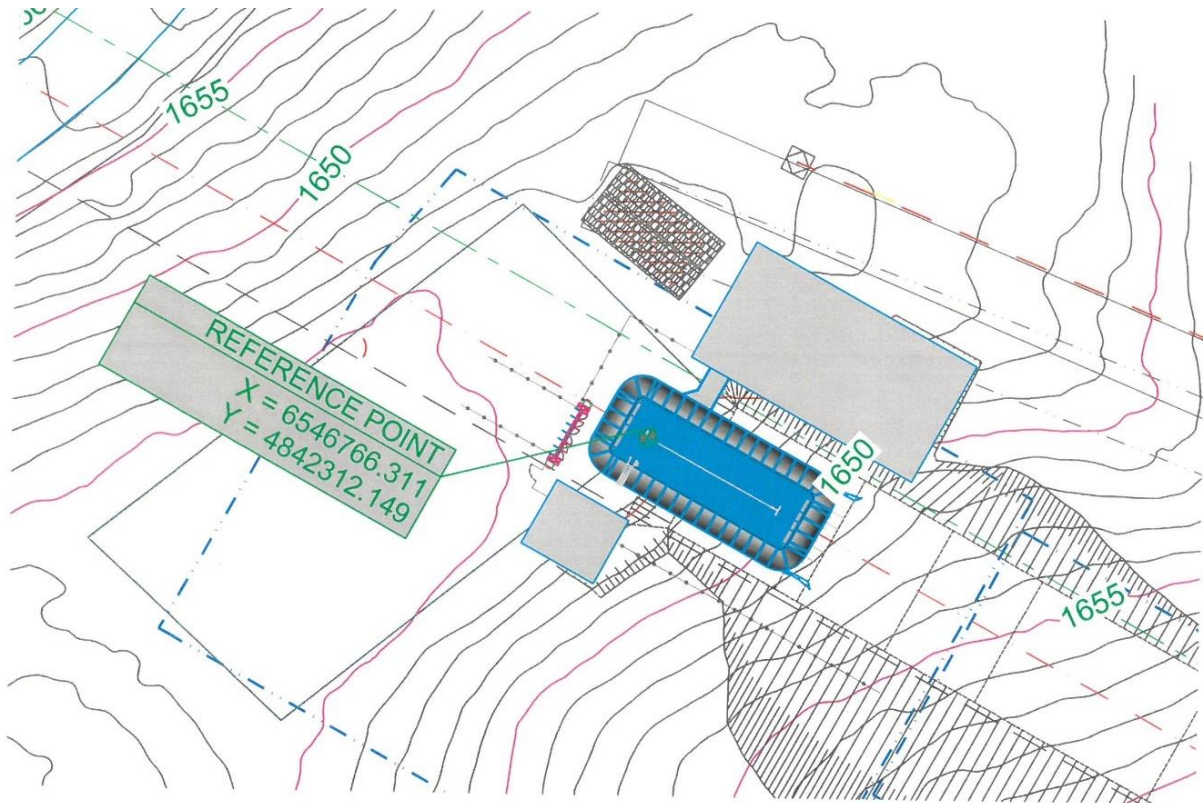 1655
1650
REFERENCE POINT
X = 6546766.311
Y = 4842312.149
1650
1655